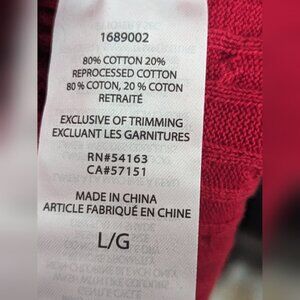 1689002
80% COTTON 20%
REPROCESSED COTTON
80 % COTON, 20 % COTON
RETRAITÉ
EXCLUSIVE OF TRIMMING
EXCLUANT LES GARNITURES
RN#54163
CA#57151
MADE IN CHINA
ARTICLE FABRIQUÉ EN CHINE
L/G